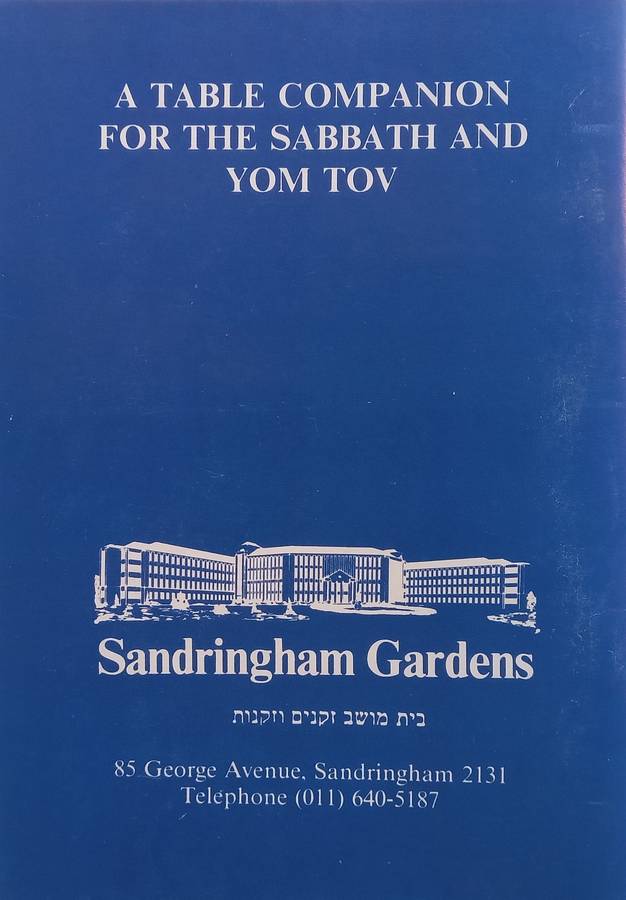 A TABLE COMPANION
FOR THE SABBATH AND
YOM TOV
Sandringham Gardens
בית מושב זקנים וזקנות
85 George Avenue, Sandringham 2131
Telephone (011) 640-5187